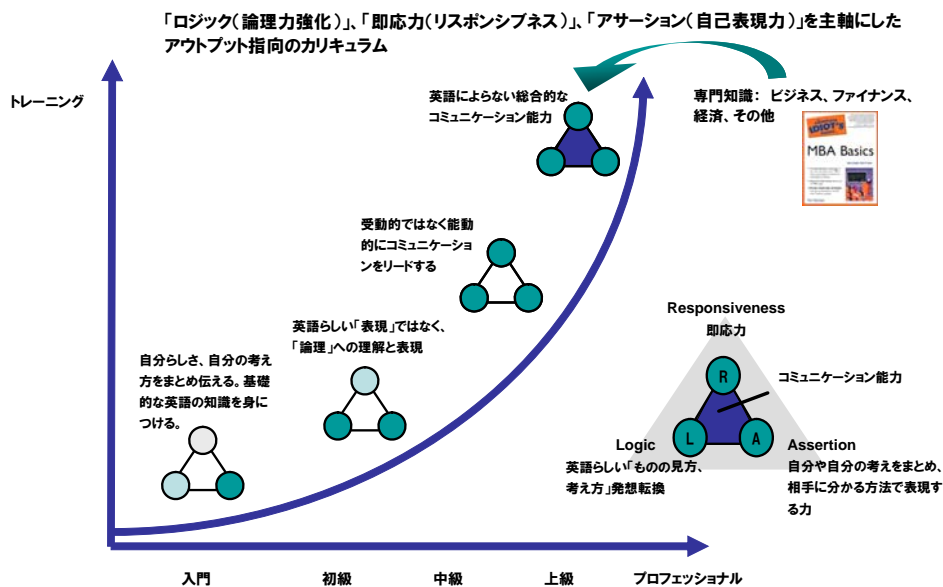 「ロジック（論理力強化）」、「即応力（リスポンシブネス）」、「アサーション（自己表現力）」を主軸にした
アウトプット指向のカリキュラム
トレーニング
英語によらない総合的な
コミュニケーション能力
専門知識： ビジネス、ファイナンス、
経済、その他
IDIOT'S
MBA Basics
受動的ではなく能動
的にコミュニケーショ
ンをリードする
英語らしい「表現」ではなく、
「論理」への理解と表現
自分らしさ、自分の考え
方をまとめ伝える。基礎
的な英語の知識を身に
つける。
Responsiveness
即応力
R
コミュニケーション能力
L
A
Logic
英語らしい「ものの見方、
考え方」発想転換
Assertion
自分や自分の考えをまとめ、
相手に分かる方法で表現す
る力
入門
初級
中級
上級
プロフェッショナル